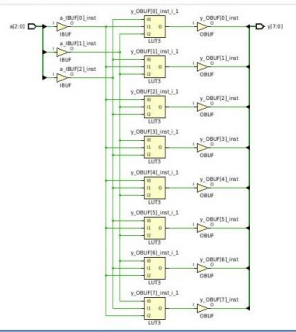 a[2:0]
a_IBUF[0]_inst
I O
IBUF
a_IBUF[1]_inst
I O
IBUF
a_IBUF[2]_inst
I O
IBUF
y_OBUF[0]_inst_i_1
I0
I1 O
I2
LUT3
y_OBUF[0]_inst
I O
OBUF
y[7:0]
y_OBUF[1]_inst_i_1
I0
I1 O
I2
LUT3
y_OBUF[1]_inst
I O
OBUF
y_OBUF[2]_inst_i_1
I0
I1 O
I2
LUT3
y_OBUF[2]_inst
I O
OBUF
y_OBUF[3]_inst_i_1
I0
I1 O
I2
LUT3
y_OBUF[3]_inst
I O
OBUF
y_OBUF[4]_inst_i_1
I0
I1 O
I2
LUT3
y_OBUF[4]_inst
I O
OBUF
y_OBUF[5]_inst_i_1
I0
I1 O
I2
LUT3
y_OBUF[5]_inst
I O
OBUF
y_OBUF[6]_inst_i_1
I0
I1 O
I2
LUT3
y_OBUF[6]_inst
I O
OBUF
y_OBUF[7]_inst_i_1
I0
I1 O
I2
LUT3
y_OBUF[7]_inst
I O
OBUF